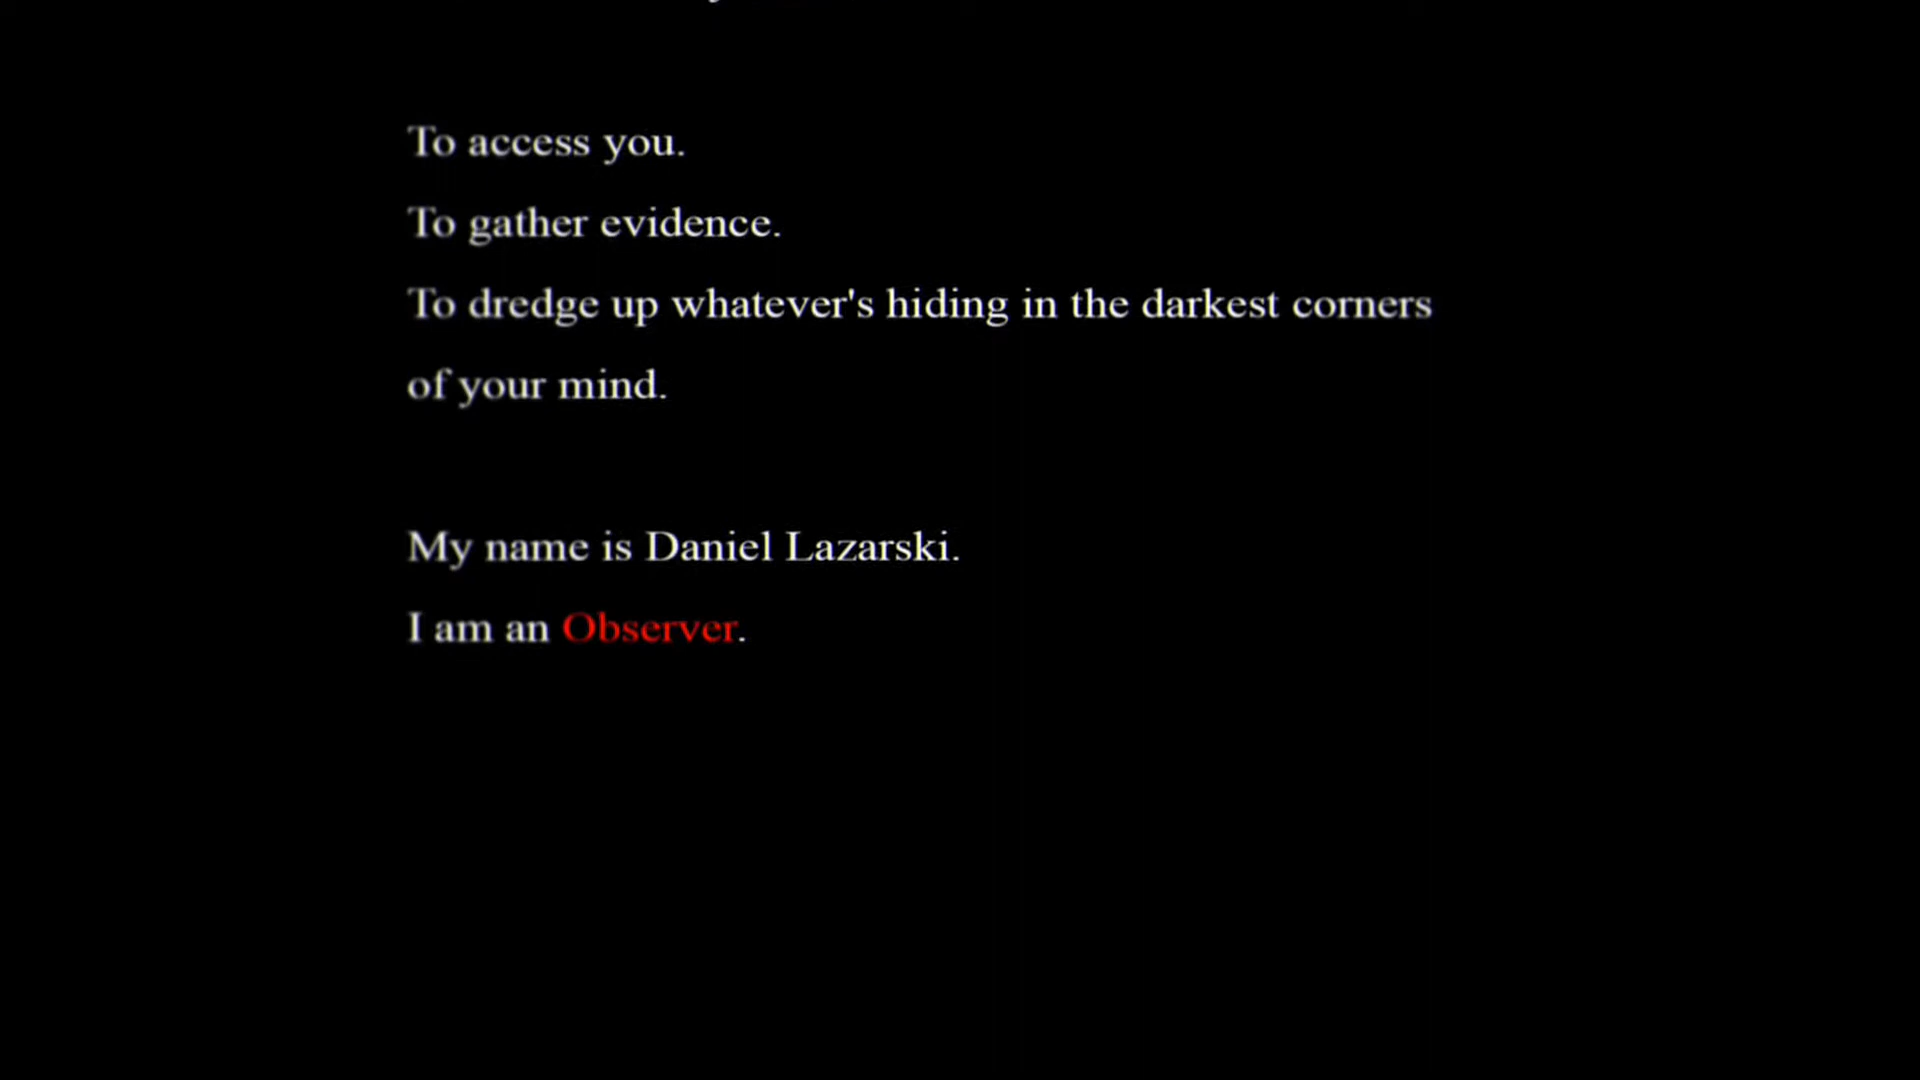 To access you.
To gather evidence.
To dredge up whatever's hiding in the darkest corners
of your mind.
My name is Daniel Lazarski.
I am an Observer.